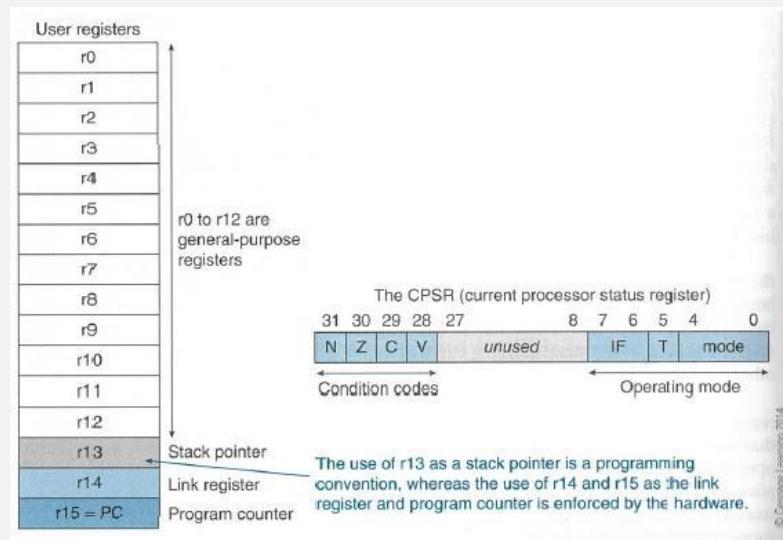 User registers
r0
r1
r2
r3
r4
r5
r6
r7
r8
r9
r10
r11
r12
r13
r14
r15 = PC
r0 to r12 are
general-purpose
registers
Stack pointer
Link register
Program counter
The CPSR (current processor status register)
31 30 29 28 27 8 7 6 5 4 0
N Z C V unused IF T mode
Condition codes
Operating mode
The use of r13 as a stack pointer is a programming
convention, whereas the use of r14 and r15 as the link
register and program counter is enforced by the hardware.